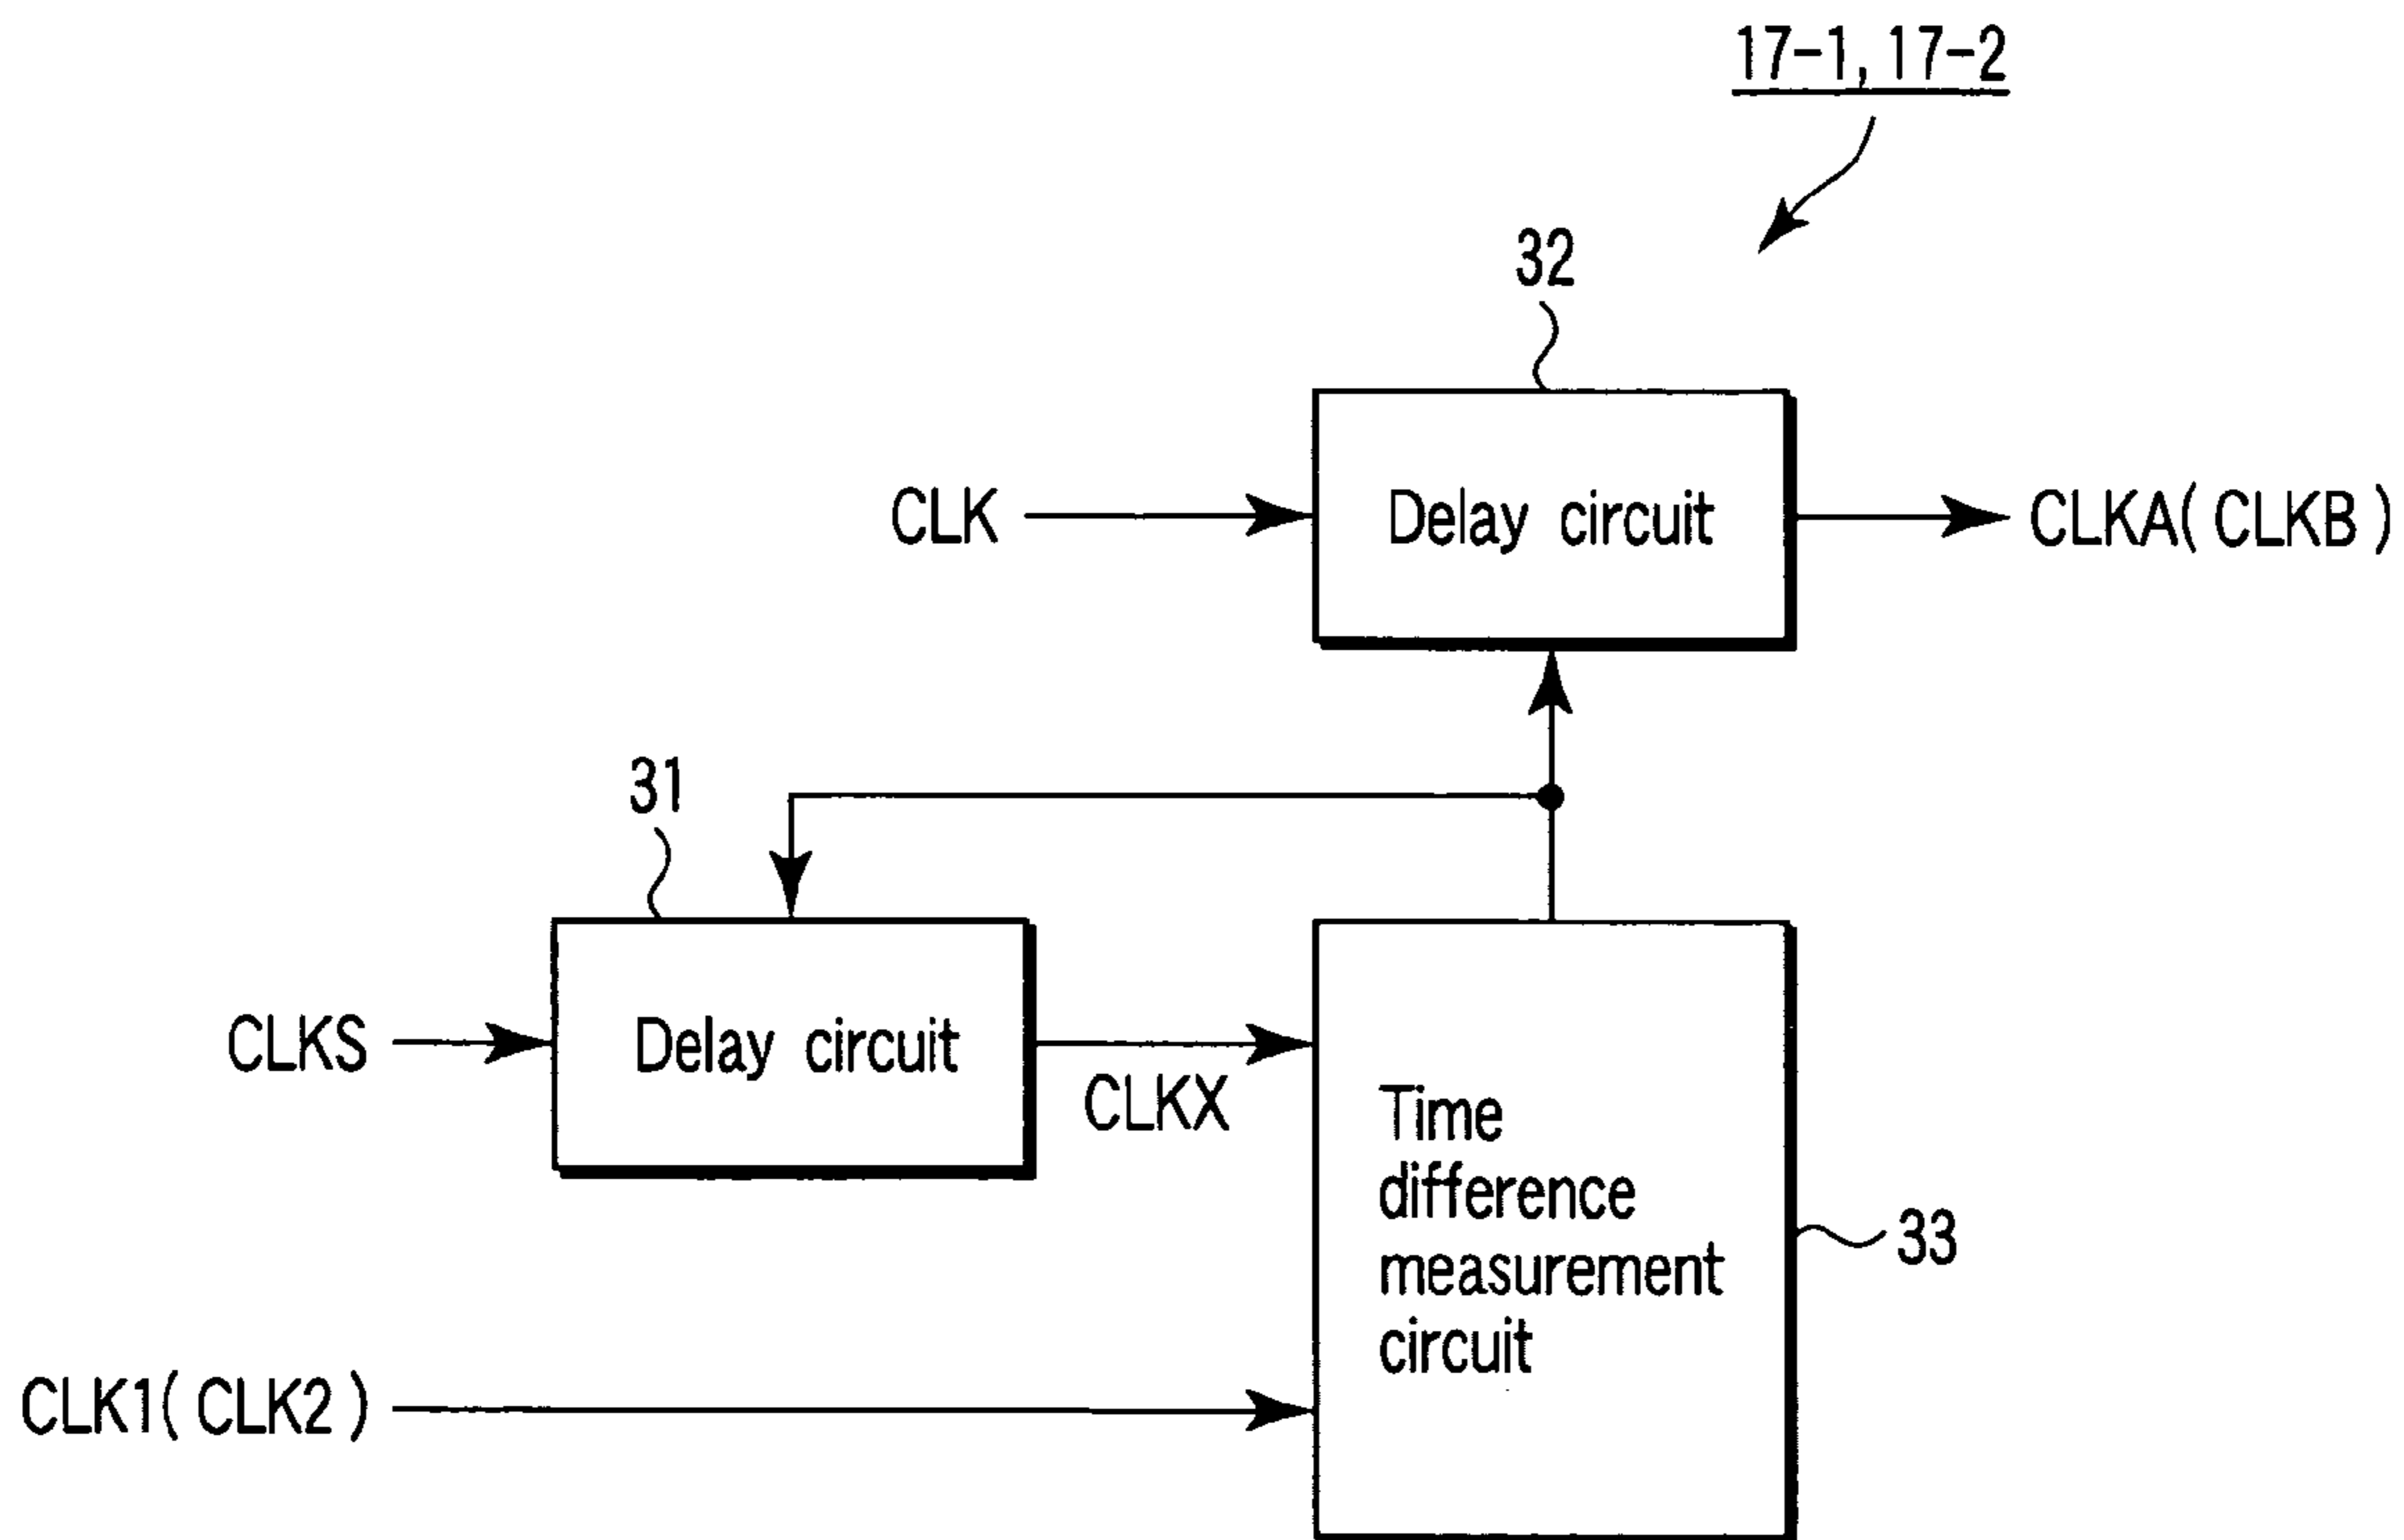 17-1, 17-2
32
CLK
Delay circuit
CLKA( CLKB )
31
CLKS
Delay circuit
CLKX
Time
difference
measurement
circuit
33
CLK1( CLK2 )